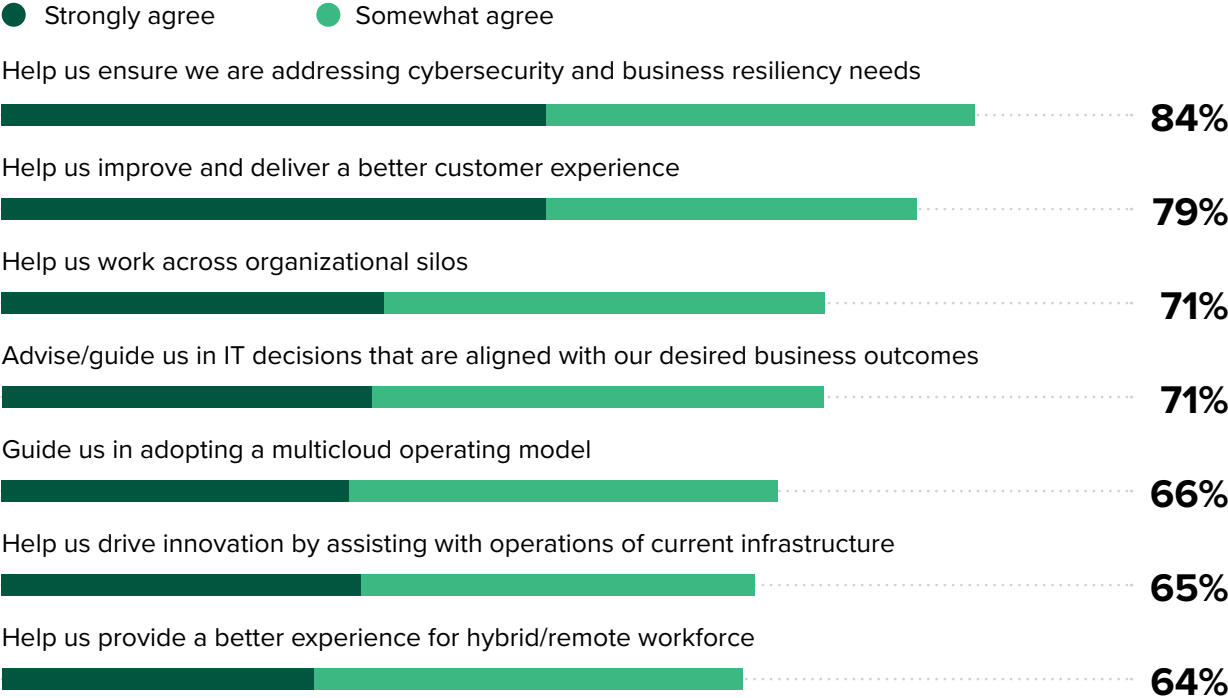 Strongly agree
Somewhat agree
Help us ensure we are addressing cybersecurity and business resiliency needs
84%
Help us improve and deliver a better customer experience
79%
Help us work across organizational silos
71%
Advise/guide us in IT decisions that are aligned with our desired business outcomes
71%
Guide us in adopting a multicloud operating model
66%
Help us drive innovation by assisting with operations of current infrastructure
65%
Help us provide a better experience for hybrid/remote workforce
64%